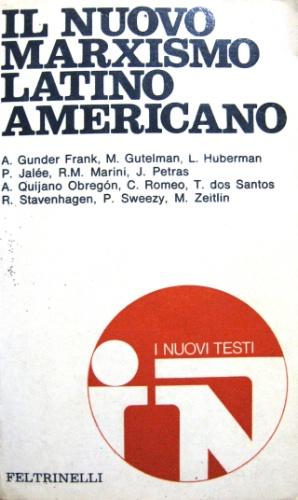 IL NUOVO
MARXISMO
LATINO
AMERICANO
A. Gunder Frank, M. Gutelman, L. Huberman
P. Jalée, R.M. Marini, J. Petras
A. Quijano Obregón, C. Romeo, T. dos Santos
R. Stavenhagen, P. Sweezy, M. Zeitlin
I NUOVI TESTI
iN
FELTRINELLI